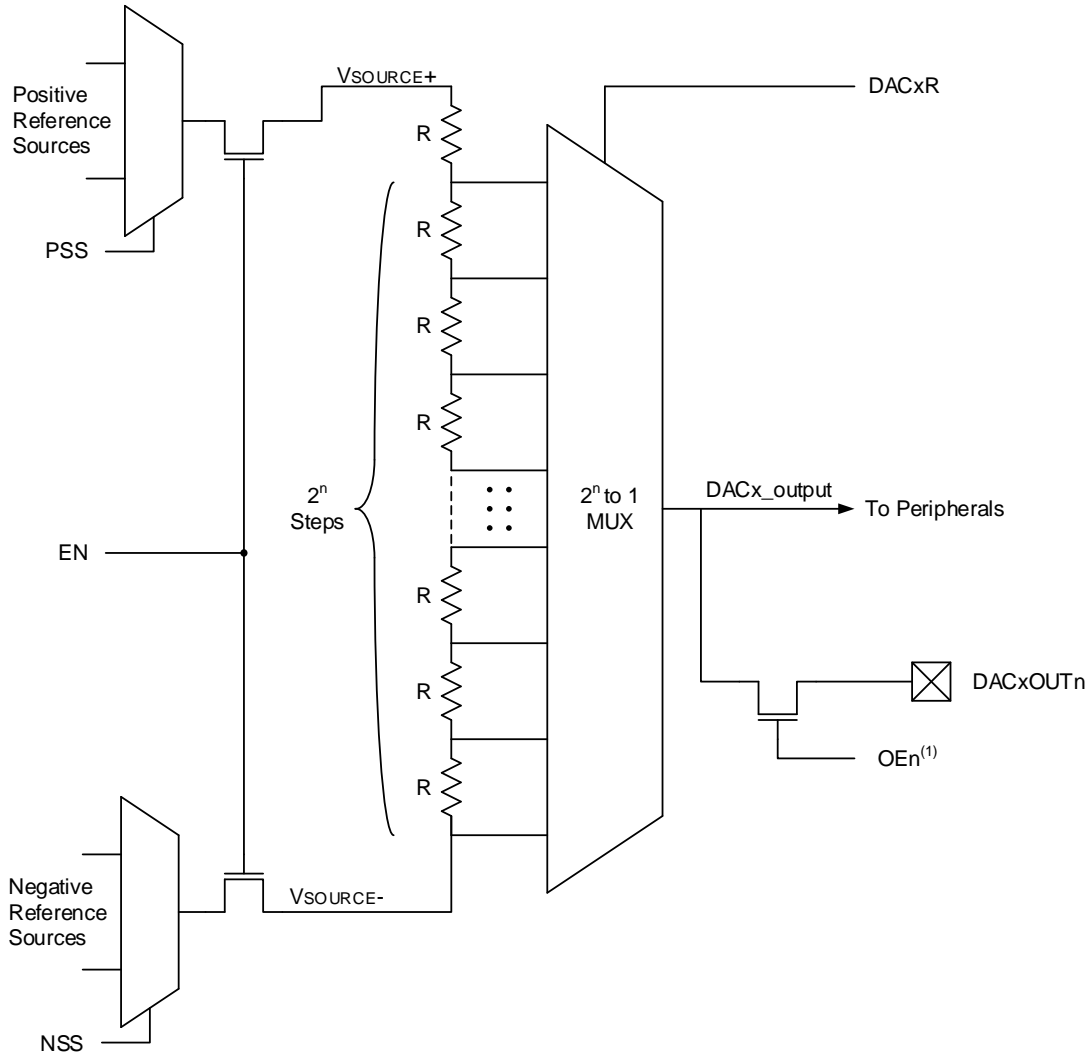 VSOURCE+
DACxR
Positive
Reference
Sources
R
R
PSS
R
R
2ⁿ
Steps
2ⁿ to 1
MUX
DACx_output
To Peripherals
EN
R
R
DACxOUTn
OEn⁽¹⁾
R
Negative
Reference
Sources
VSOURCE-
NSS